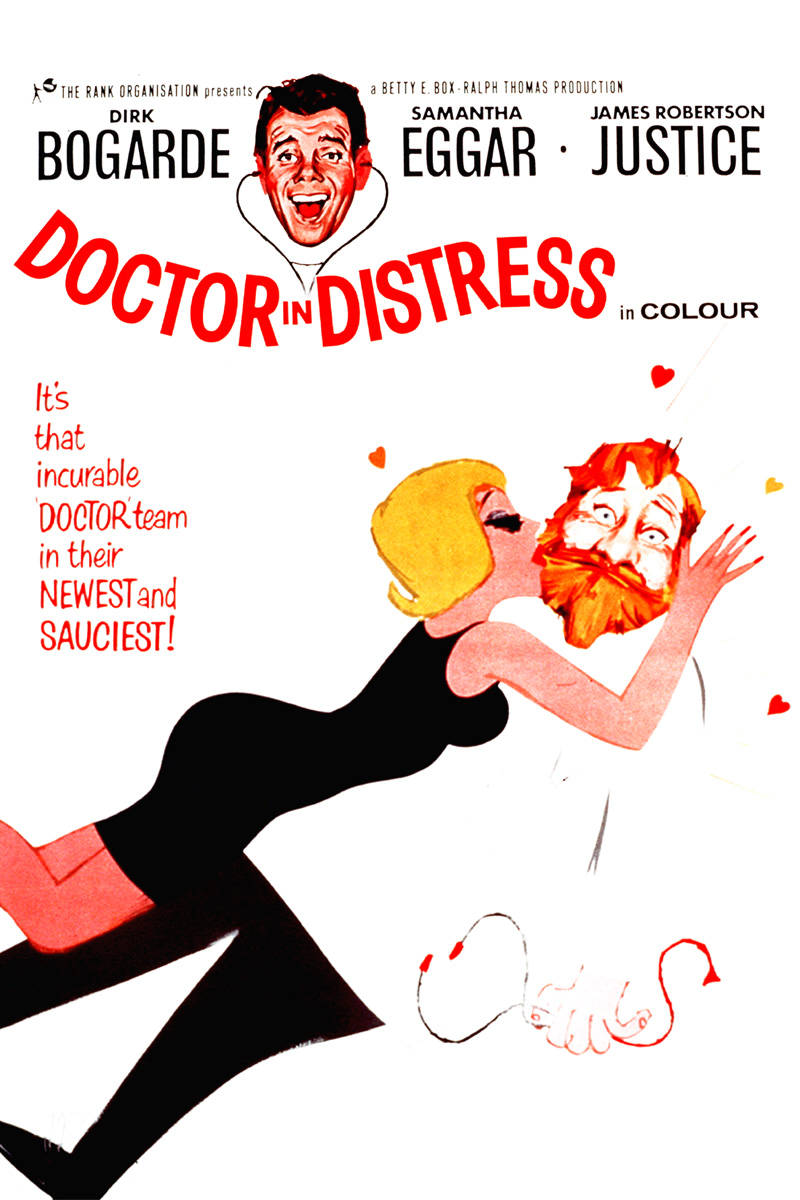 THE RANK ORGANISATION presents
a BETTY E. BOX-RALPH THOMAS PRODUCTION
DIRK
BOGARDE
SAMANTHA
EGGAR ·
JAMES ROBERTSON
JUSTICE
DOCTOR IN DISTRESS
in COLOUR
It's
that
incurable
'DOCTOR' team
in their
NEWEST and
SAUCIEST!